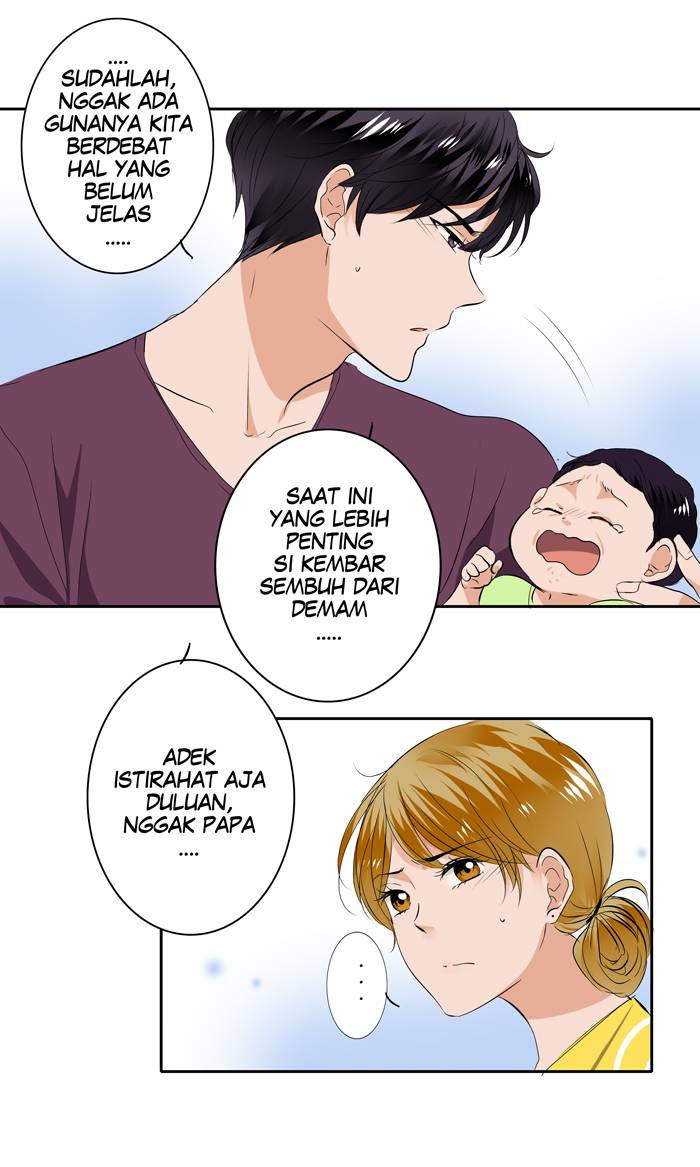 ....
SUDAHLAH,
NGGAK ADA
GUNANYA KITA
BERDEBAT
HAL YANG
BELUM
JELAS
.....
SAAT INI
YANG LEBIH
PENTING
SI KEMBAR
SEMBUH DARI
DEMAM
.....
ADEK
ISTIRAHAT AJA
DULUAN,
NGGAK PAPA
....
...